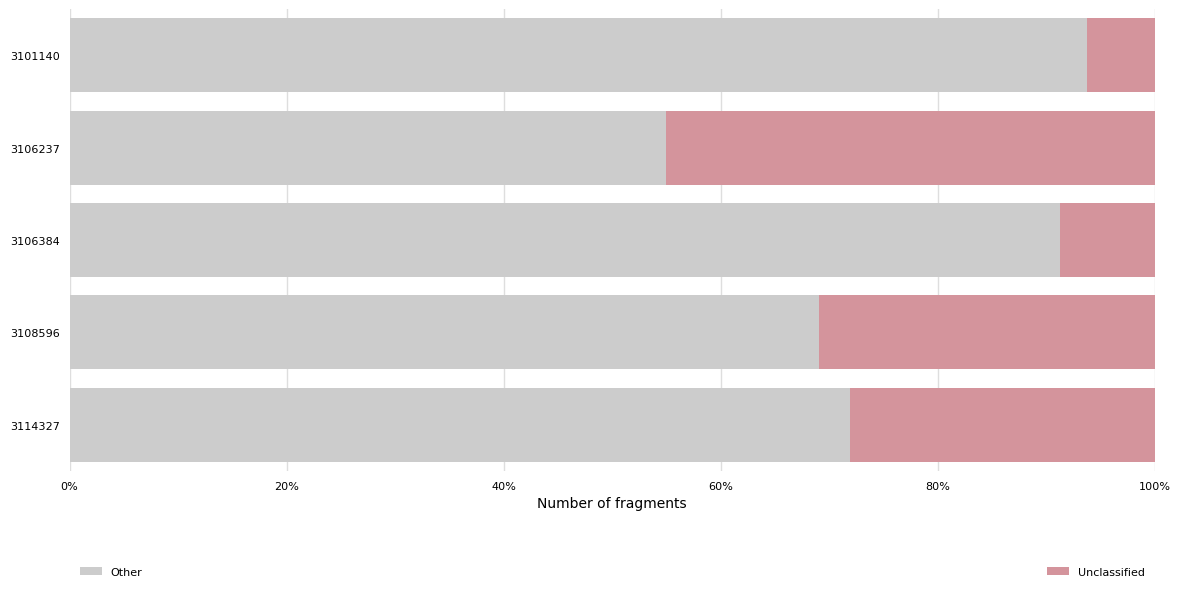 3101140
3106237
3106384
3108596
3114327
0% 20% 40% 60% 80% 100%
Number of fragments
Other Unclassified